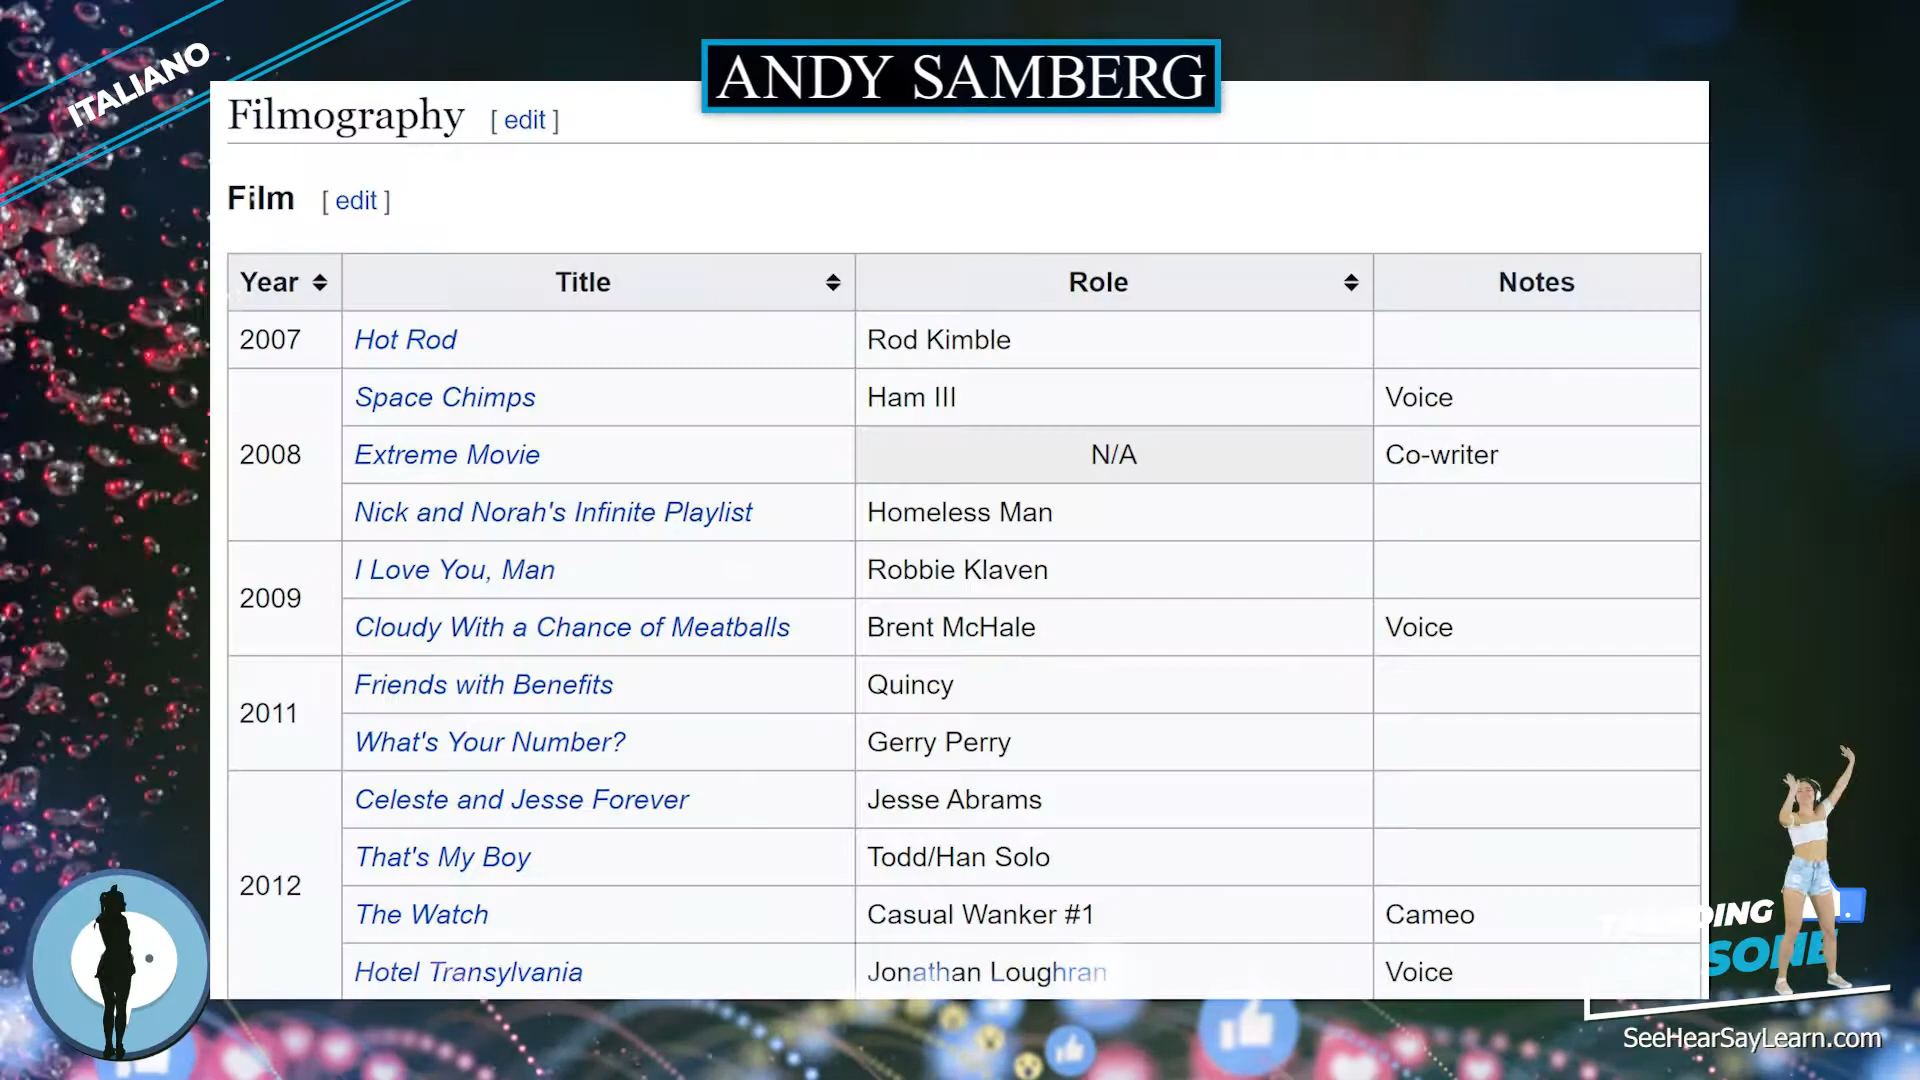 ITALIANO
ANDY SAMBERG
Filmography [ edit ]
Film [ edit ]
Year Title Role Notes
2007 Hot Rod Rod Kimble
2008 Space Chimps Ham III Voice
Extreme Movie N/A Co-writer
Nick and Norah's Infinite Playlist Homeless Man
2009 I Love You, Man Robbie Klaven
Cloudy With a Chance of Meatballs Brent McHale Voice
2011 Friends with Benefits Quincy
What's Your Number? Gerry Perry
2012 Celeste and Jesse Forever Jesse Abrams
That's My Boy Todd/Han Solo
The Watch Casual Wanker #1 Cameo
Hotel Transylvania Jonathan Loughran Voice
SeeHearSayLearn.com